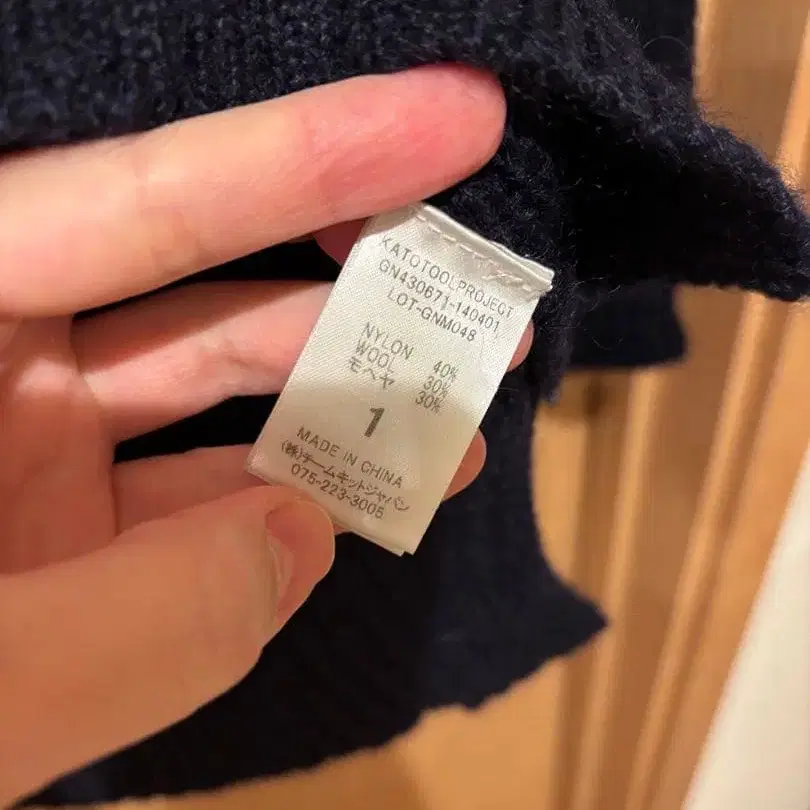 KATOTOOLPROJECT
GN430671-140401
LOT-GNM048
NYLON 40%
WOOL 30%
モヘヤ 30%
1
MADE IN CHINA
(株)チームキットジャパン
075-223-3005